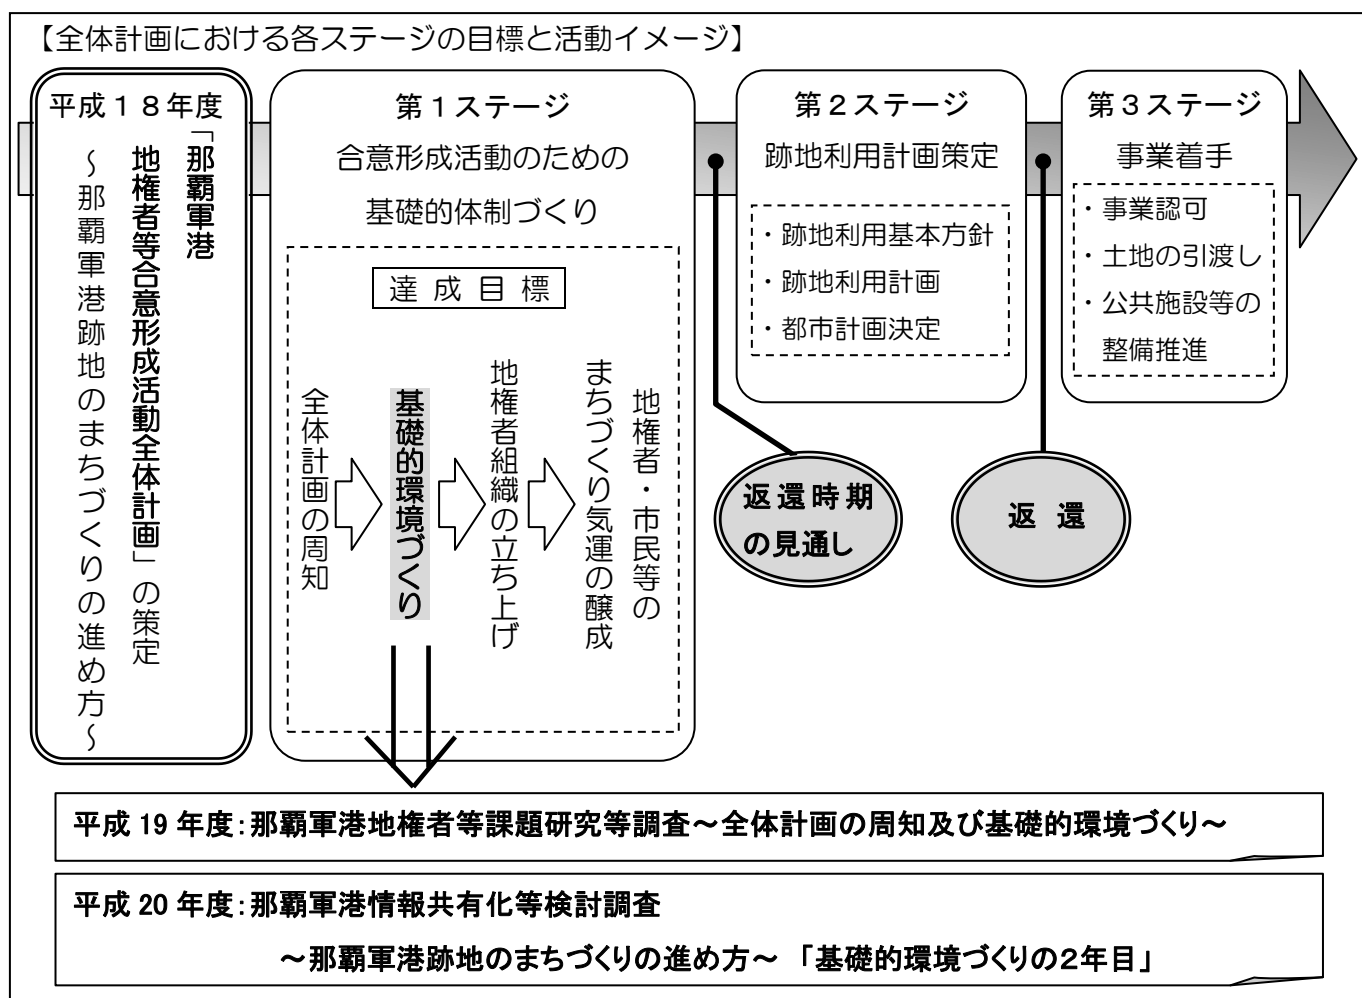 【全体計画における各ステージの目標と活動イメージ】
平成１８年度
「那覇軍港
地権者等合意形成活動全体計画」の策定
～那覇軍港跡地のまちづくりの進め方～
第１ステージ
合意形成活動のための
基礎的体制づくり
達成目標
全体計画の周知
基礎的環境づくり
地権者組織の立ち上げ
地権者・市民等の
まちづくり気運の醸成
第２ステージ
跡地利用計画策定
・跡地利用基本方針
・跡地利用計画
・都市計画決定
第３ステージ
事業着手
・事業認可
・土地の引渡し
・公共施設等の
整備推進
返還時期
の見通し
返還
平成 19 年度：那覇軍港地権者等課題研究等調査～全体計画の周知及び基礎的環境づくり～
平成 20 年度：那覇軍港情報共有化等検討調査
～那覇軍港跡地のまちづくりの進め方～「基礎的環境づくりの２年目」